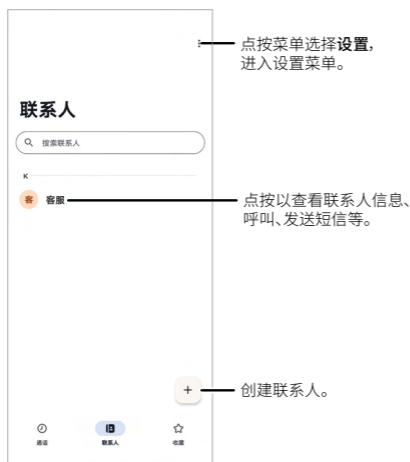 点按菜单选择设置，
进入设置菜单。
联系人
搜索联系人
K
客 客服
点按以查看联系人信息、
呼叫、发送短信等。
+
创建联系人。
通话 联系人 收藏